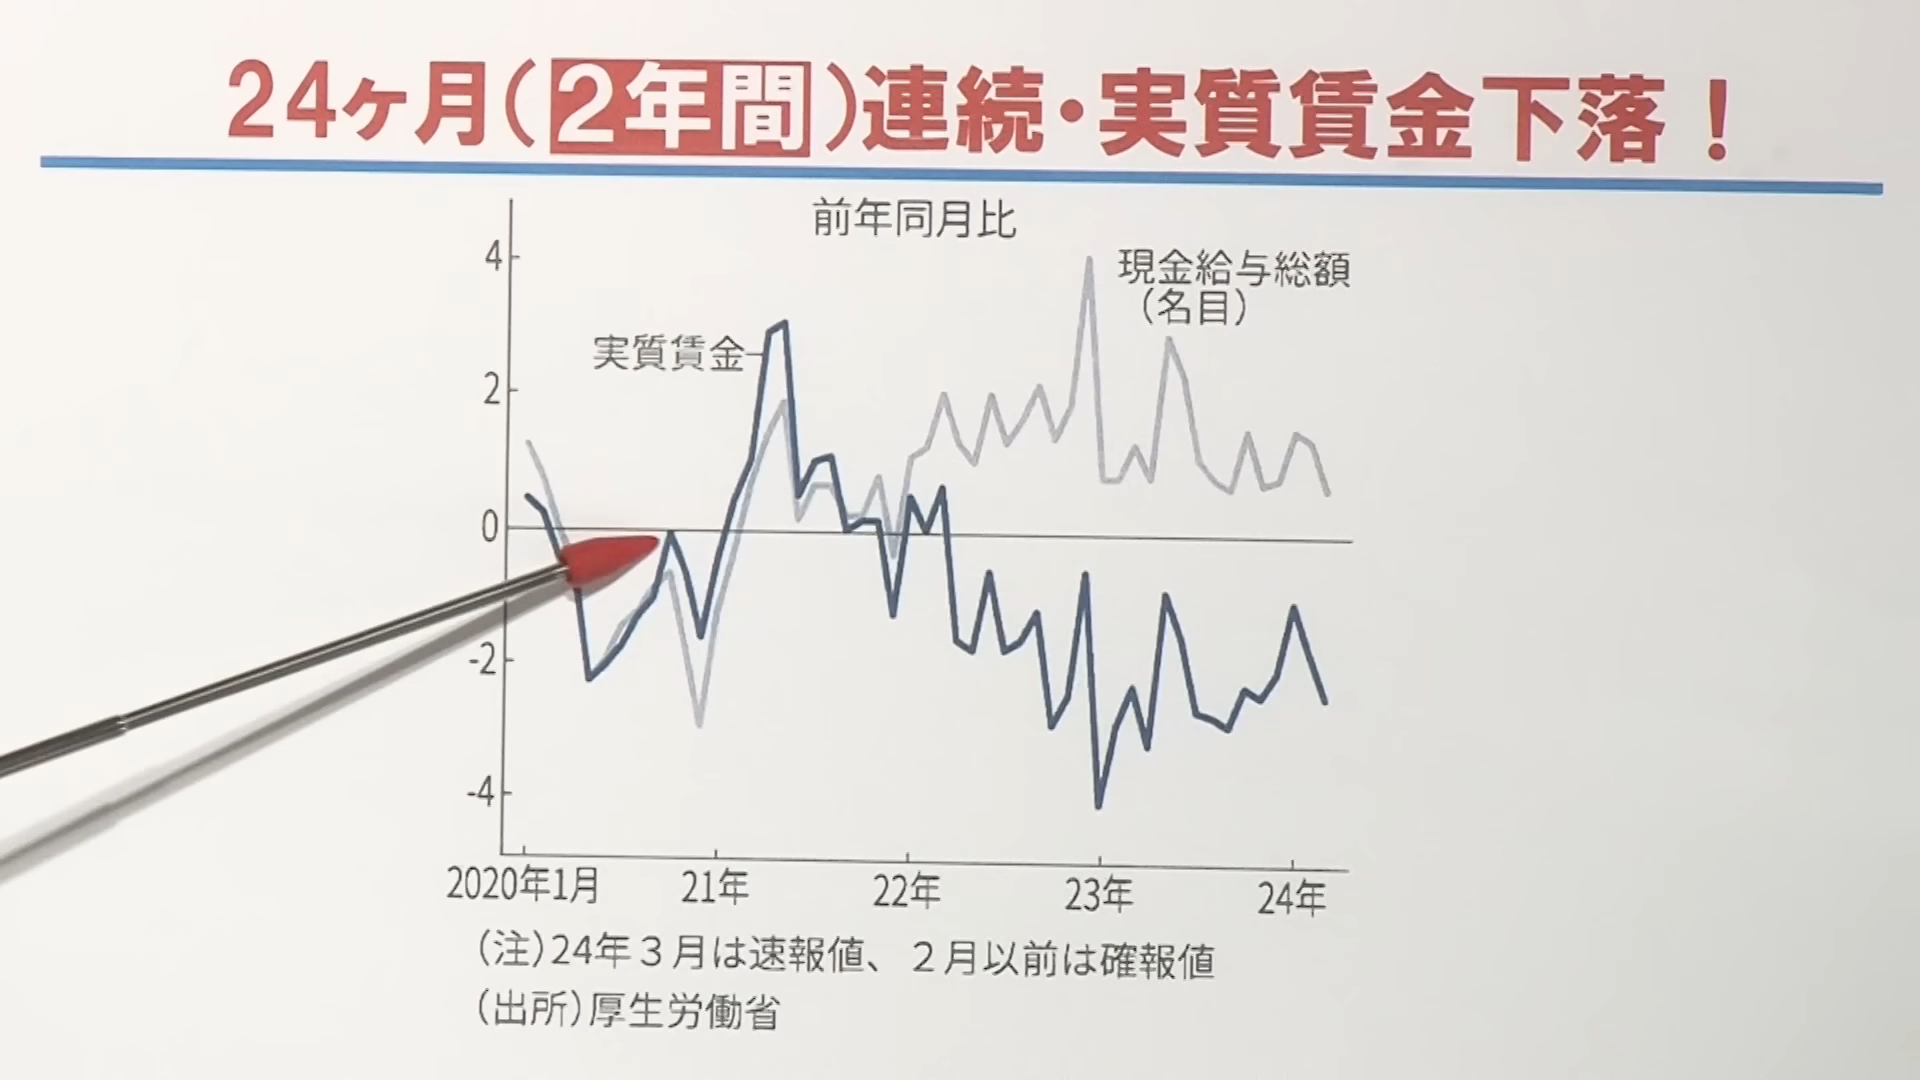 24ヶ月(2年間)連続・実質賃金下落！
前年同月比
現金給与総額
(名目)
実質賃金
4
2
0
-2
-4
2020年1月 21年 22年 23年 24年
(注)24年３月は速報値、２月以前は確報値
(出所)厚生労働省